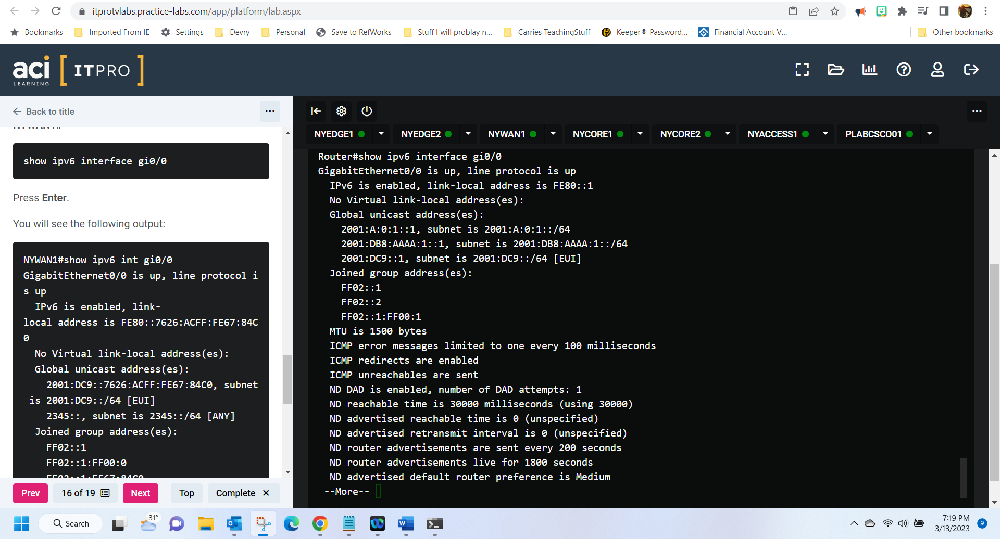 itprotvlabs.practice-labs.com/app/platform/lab.aspx
Bookmarks Imported From IE Settings Devry Personal Save to RefWorks Stuff I will problay n... Carries TeachingStuff Keeper® Password... Financial Account V... Other bookmarks
aci LEARNING [ ITPRO ]
Back to title
show ipv6 interface gi0/0
Press Enter.
You will see the following output:
NYWAN1#show ipv6 int gi0/0
GigabitEthernet0/0 is up, line protocol i
s up
IPv6 is enabled, link-
local address is FE80::7626:ACFF:FE67:84C
0
No Virtual link-local address(es):
Global unicast address(es):
2001:DC9::7626:ACFF:FE67:84C0, subnet
is 2001:DC9::/64 [EUI]
2345::, subnet is 2345::/64 [ANY]
Joined group address(es):
FF02::1
FF02::1:FF00:0
FF02::1:FF67:84C0
Prev 16 of 19 Next Top Complete ✕
NYEDGE1 NYEDGE2 NYWAN1 NYCORE1 NYCORE2 NYACCESS1 PLABCSCO01
Router#show ipv6 interface gi0/0
GigabitEthernet0/0 is up, line protocol is up
IPv6 is enabled, link-local address is FE80::1
No Virtual link-local address(es):
Global unicast address(es):
2001:A:0:1::1, subnet is 2001:A:0:1::/64
2001:DB8:AAAA:1::1, subnet is 2001:DB8:AAAA:1::/64
2001:DC9::1, subnet is 2001:DC9::/64 [EUI]
Joined group address(es):
FF02::1
FF02::2
FF02::1:FF00:1
MTU is 1500 bytes
ICMP error messages limited to one every 100 milliseconds
ICMP redirects are enabled
ICMP unreachables are sent
ND DAD is enabled, number of DAD attempts: 1
ND reachable time is 30000 milliseconds (using 30000)
ND advertised reachable time is 0 (unspecified)
ND advertised retransmit interval is 0 (unspecified)
ND router advertisements are sent every 200 seconds
ND router advertisements live for 1800 seconds
ND advertised default router preference is Medium
--More--
Search 31° 7:19 PM
3/13/2023 9